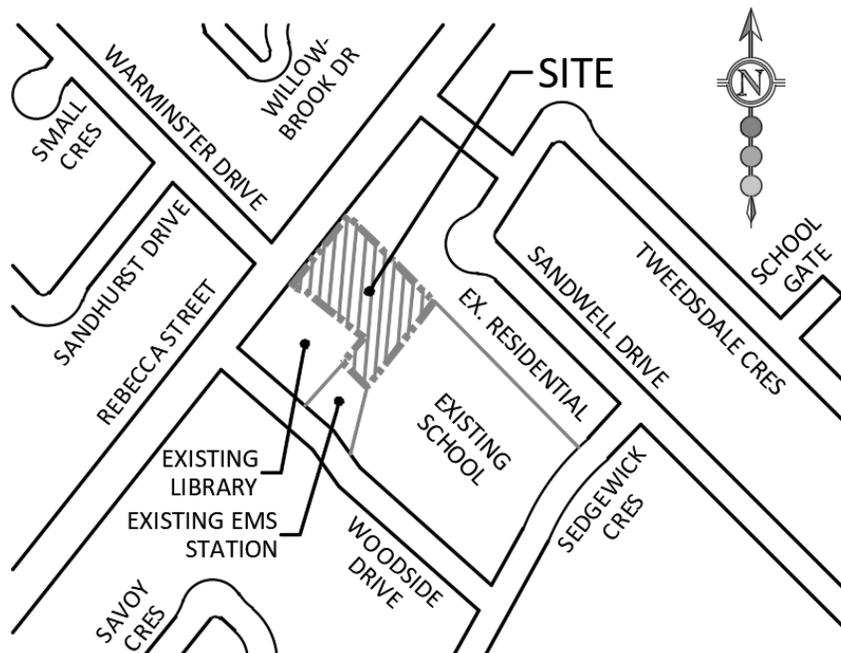 WARMINSTER DRIVE
WILLOW-
BROOK DR
SITE
N
SMALL
CRES
SANDHURST DRIVE
REBECCA STREET
SCHOOL
GATE
TWEEDSDALE CRES
SANDWELL DRIVE
EX. RESIDENTIAL
EXISTING
SCHOOL
EXISTING
LIBRARY
EXISTING EMS
STATION
WOODSIDE
DRIVE
SEDGEWICK
CRES
SAVOY
CRES